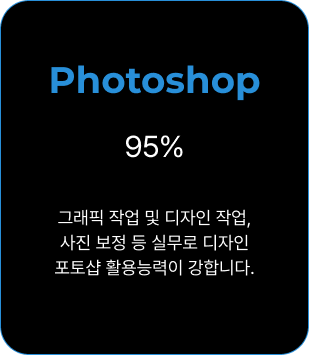 Photoshop
95%
그래픽 작업 및 디자인 작업,
사진 보정 등 실무로 디자인
포토샵 활용능력이 강합니다.